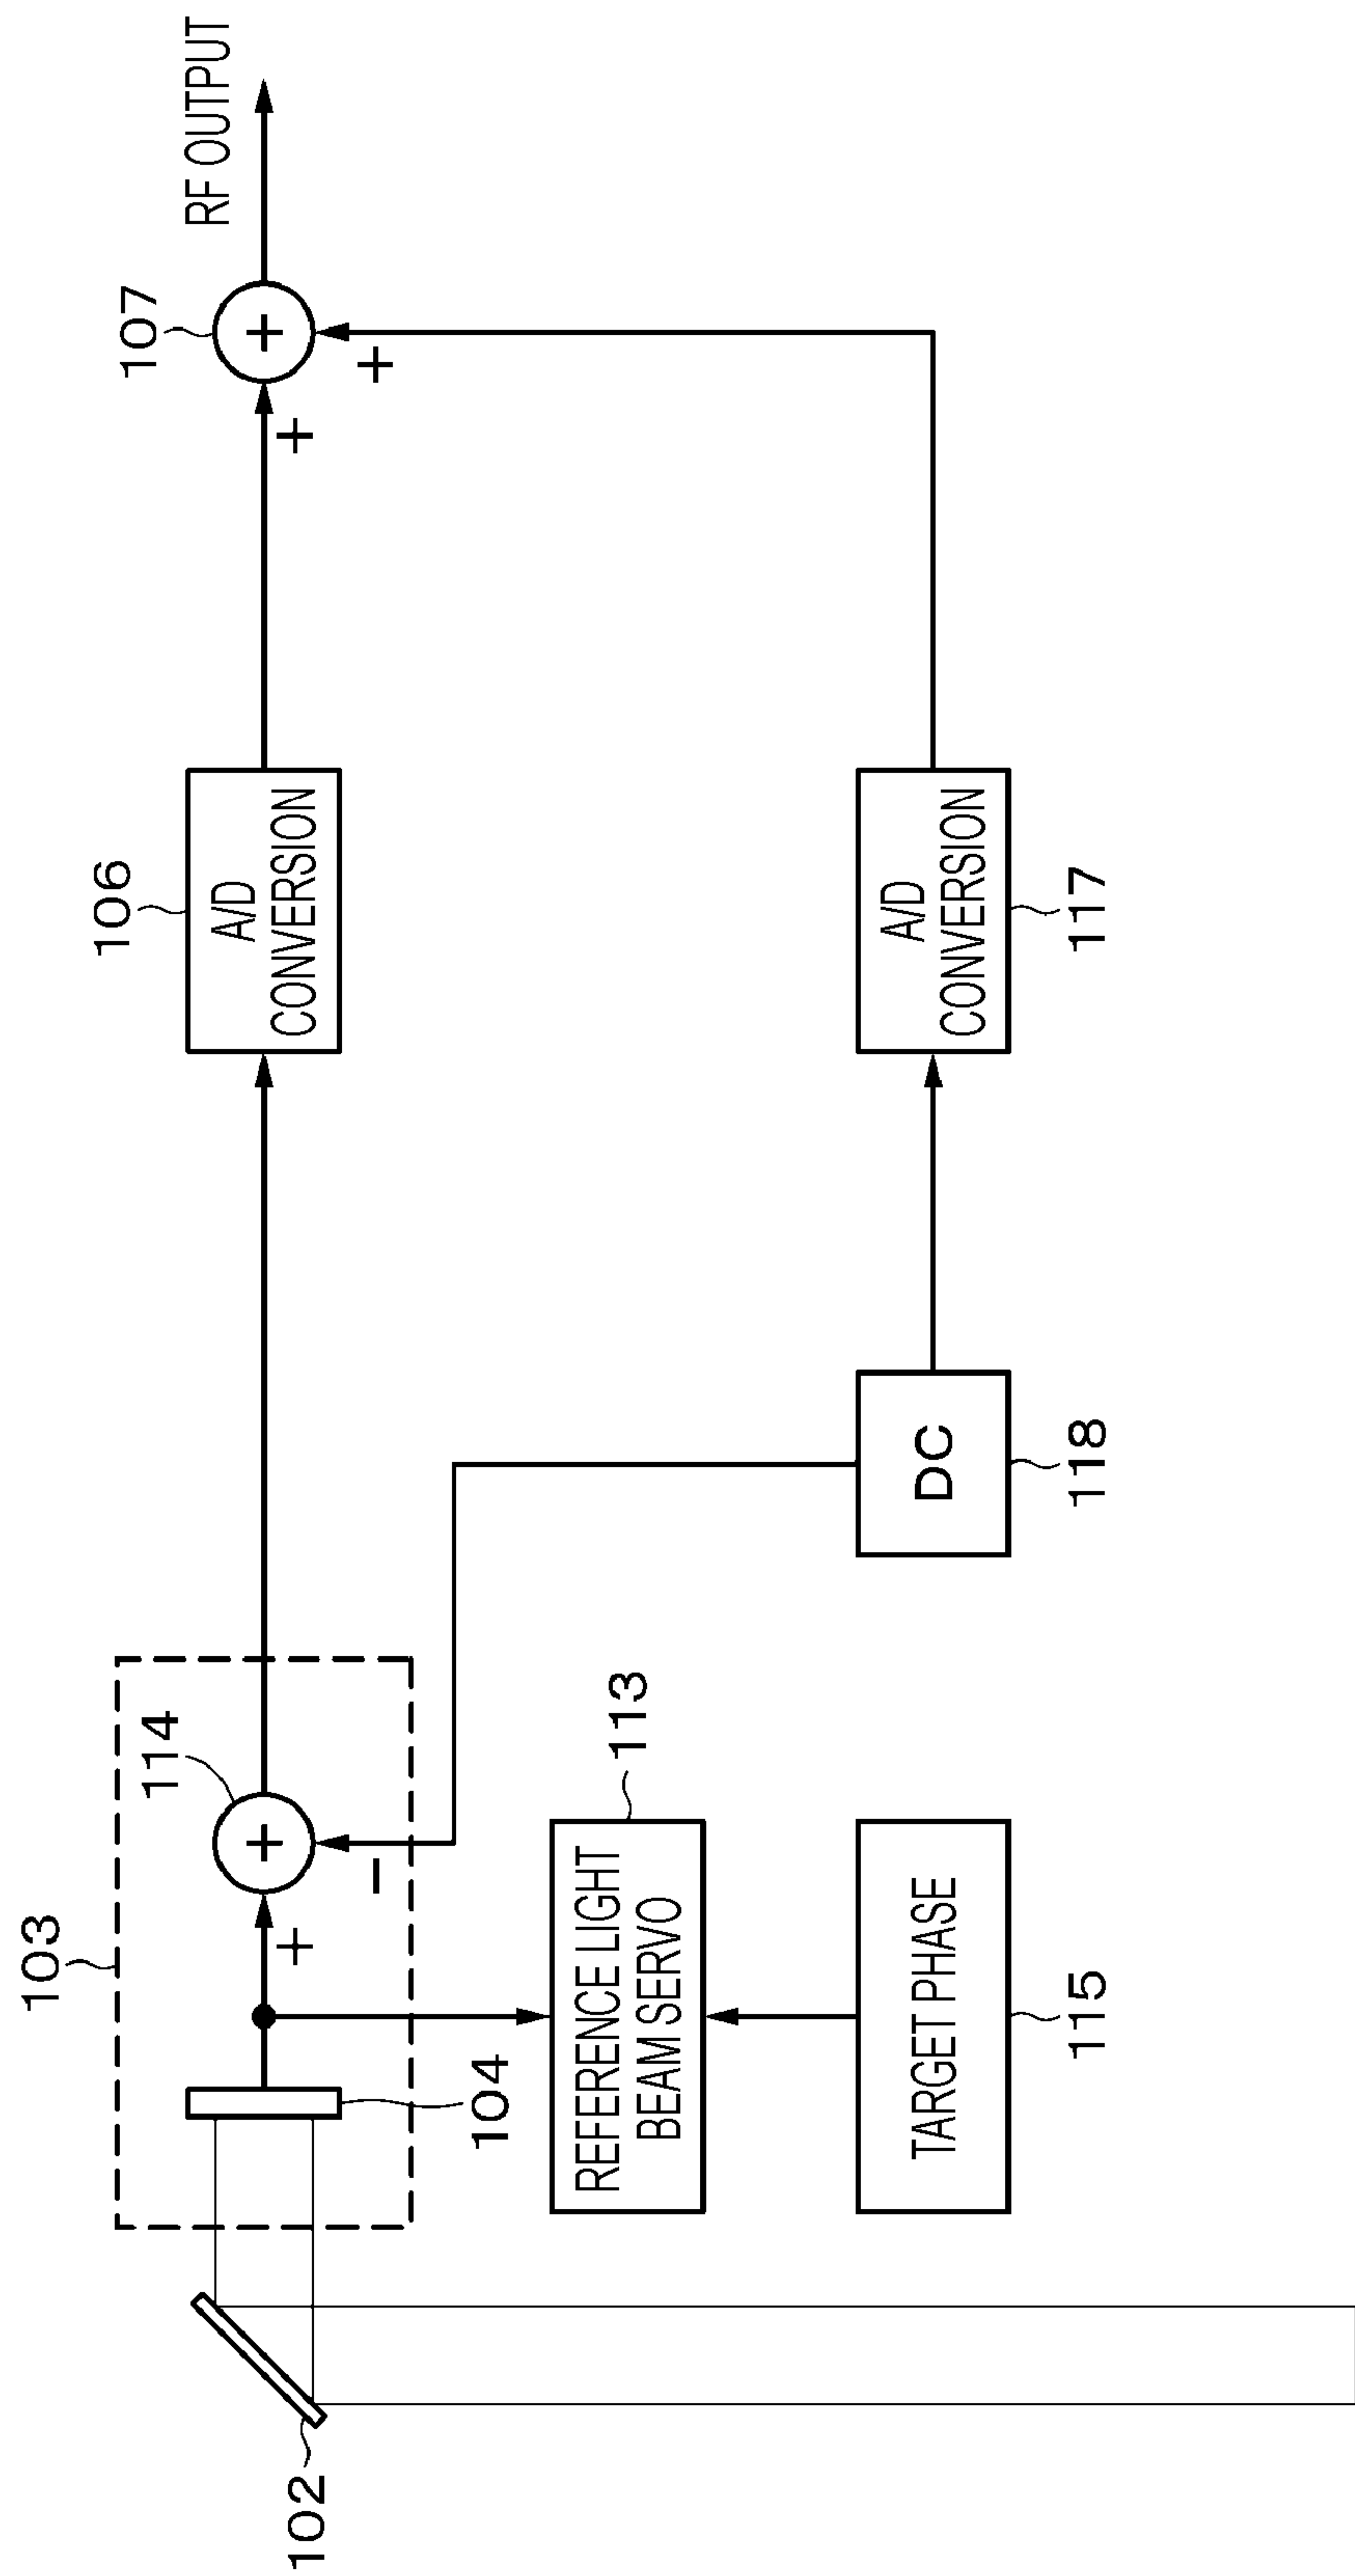 102
103
104
114
+
+
−
REFERENCE LIGHT
BEAM SERVO
113
TARGET PHASE
115
DC
118
A/D
CONVERSION
106
A/D
CONVERSION
117
107
+
+
+
RF OUTPUT